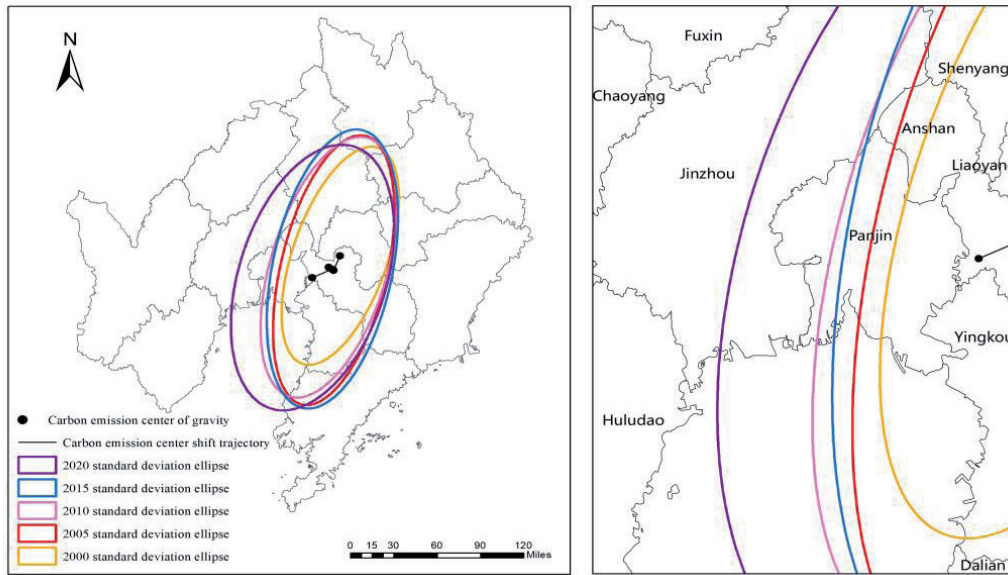 N
Carbon emission center of gravity
Carbon emission center shift trajectory
2020 standard deviation ellipse
2015 standard deviation ellipse
2010 standard deviation ellipse
2005 standard deviation ellipse
2000 standard deviation ellipse
0 15 30 60 90 120
Miles
Fuxin
Shenyang
Chaoyang
Anshan
Liaoyang
Jinzhou
Panjin
Yingkou
Huludao
Dalian